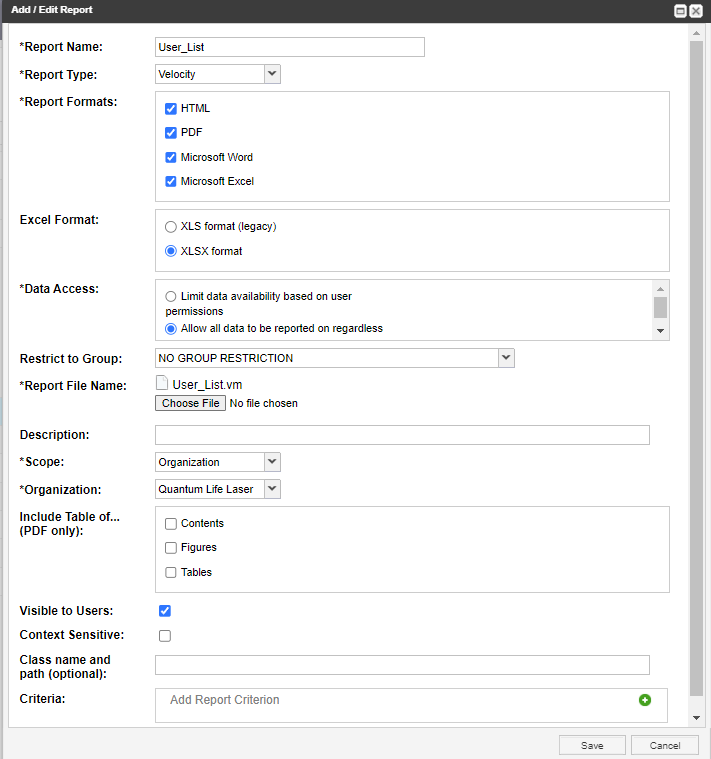 Add / Edit Report
*Report Name: User_List
*Report Type: Velocity
*Report Formats: HTML
PDF
Microsoft Word
Microsoft Excel
Excel Format: XLS format (legacy)
XLSX format
*Data Access: Limit data availability based on user
permissions
Allow all data to be reported on regardless
Restrict to Group: NO GROUP RESTRICTION
*Report File Name: User_List.vm
Choose File No file chosen
Description:
*Scope: Organization
*Organization: Quantum Life Laser
Include Table of...
(PDF only):
Contents
Figures
Tables
Visible to Users:
Context Sensitive:
Class name and
path (optional):
Criteria: Add Report Criterion
Save Cancel